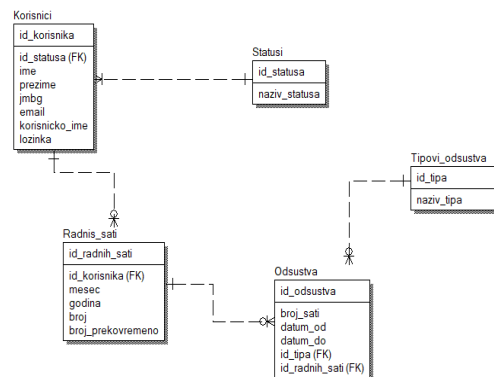 Korisnici
id_korisnika
id_statusa (FK)
ime
prezime
jmbg
email
korisnicko_ime
lozinka
Statusi
id_statusa
naziv_statusa
Tipovi_odsustva
id_tipa
naziv_tipa
Radnis_sati
id_radnih_sati
id_korisnika (FK)
mesec
godina
broj
broj_prekovremeno
Odsustva
id_odsustva
broj_sati
datum_od
datum_do
id_tipa (FK)
id_radnih_sati (FK)